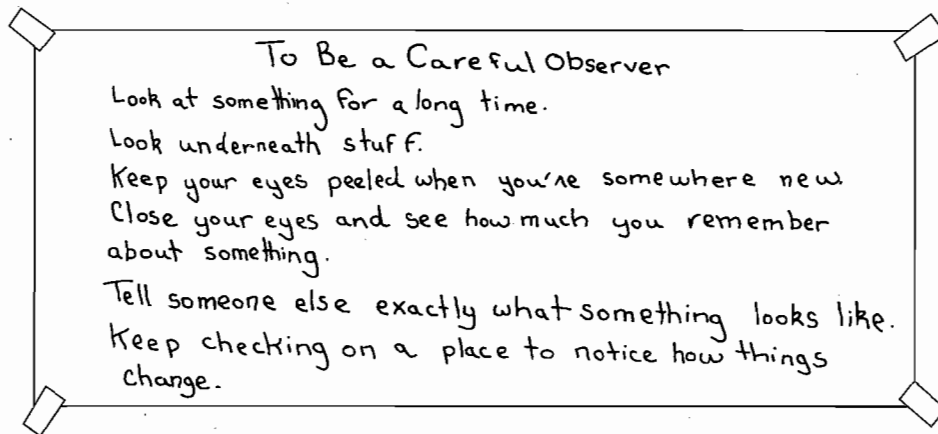 To Be a Careful Observer
Look at something for a long time.
Look underneath stuff.
Keep your eyes peeled when you're somewhere new.
Close your eyes and see how much you remember
about something.
Tell someone else exactly what something looks like.
Keep checking on a place to notice how things
change.